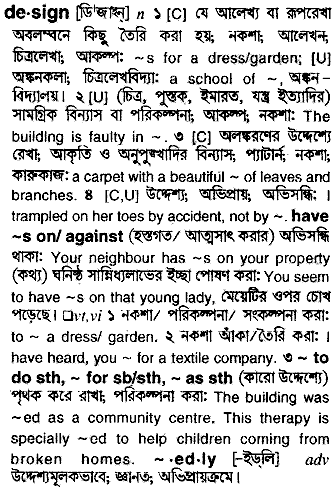 de·sign [ডিজাইন্] n ১ [C] যে আলেখ্য বা রূপরেখা
অবলম্বনে কিছু তৈরি করা হয়; নকশা, আলেখন,
চিত্রলেখা, আকল্প: ~s for a dress/garden; [U]
অঙ্কনকলা, চিত্রলেখবিদ্যা: a school of ~, অঙ্কন-
বিদ্যালয়। ২ [U] (চিত্র, পুস্তক, ইমারত, যন্ত্র ইত্যাদির)
সামগ্রিক বিন্যাস বা পরিকল্পনা, আকল্প, নকশা: The
building is faulty in ~. ৩ [C] অলঙ্করণের উদ্দেশ্যে
রেখা, আকৃতি ও অনুপুঙ্খাদির বিন্যাস; প্যাটার্ন, নকশা,
কারুকাজ: a carpet with a beautiful ~ of leaves and
branches. ৪ [C,U] উদ্দেশ্য; অভিপ্রায়; অভিসন্ধি: I
trampled on her toes by accident, not by ~. have
~s on/ against (হস্তগত/ আত্মসাৎ করার) অভিসন্ধি
থাকা: Your neighbour has ~s on your property
(কথ্য) ঘনিষ্ঠ সান্নিধ্যলাভের ইচ্ছা পোষণ করা: You seem
to have ~s on that young lady, মেয়েটির ওপর চোখ
পড়েছে। □vt,vi ১ নকশা/ পরিকল্পনা/ সংকল্পনা করা:
to ~ a dress/ garden. ২ নকশা আঁকা/তৈরি করা: I
have heard, you ~ for a textile company. ৩ ~ to
do sth, ~ for sb/sth, ~ as sth (কারো উদ্দেশ্যে)
পৃথক করে রাখা; পরিকল্পনা করা: The building was
~ed as a community centre. This therapy is
specially ~ed to help children coming from
broken homes. ~·ed·ly [-ইড্‌লি] adv
উদ্দেশ্যমূলকভাবে; জ্ঞানত; অভিপ্রায়ক্রমে।